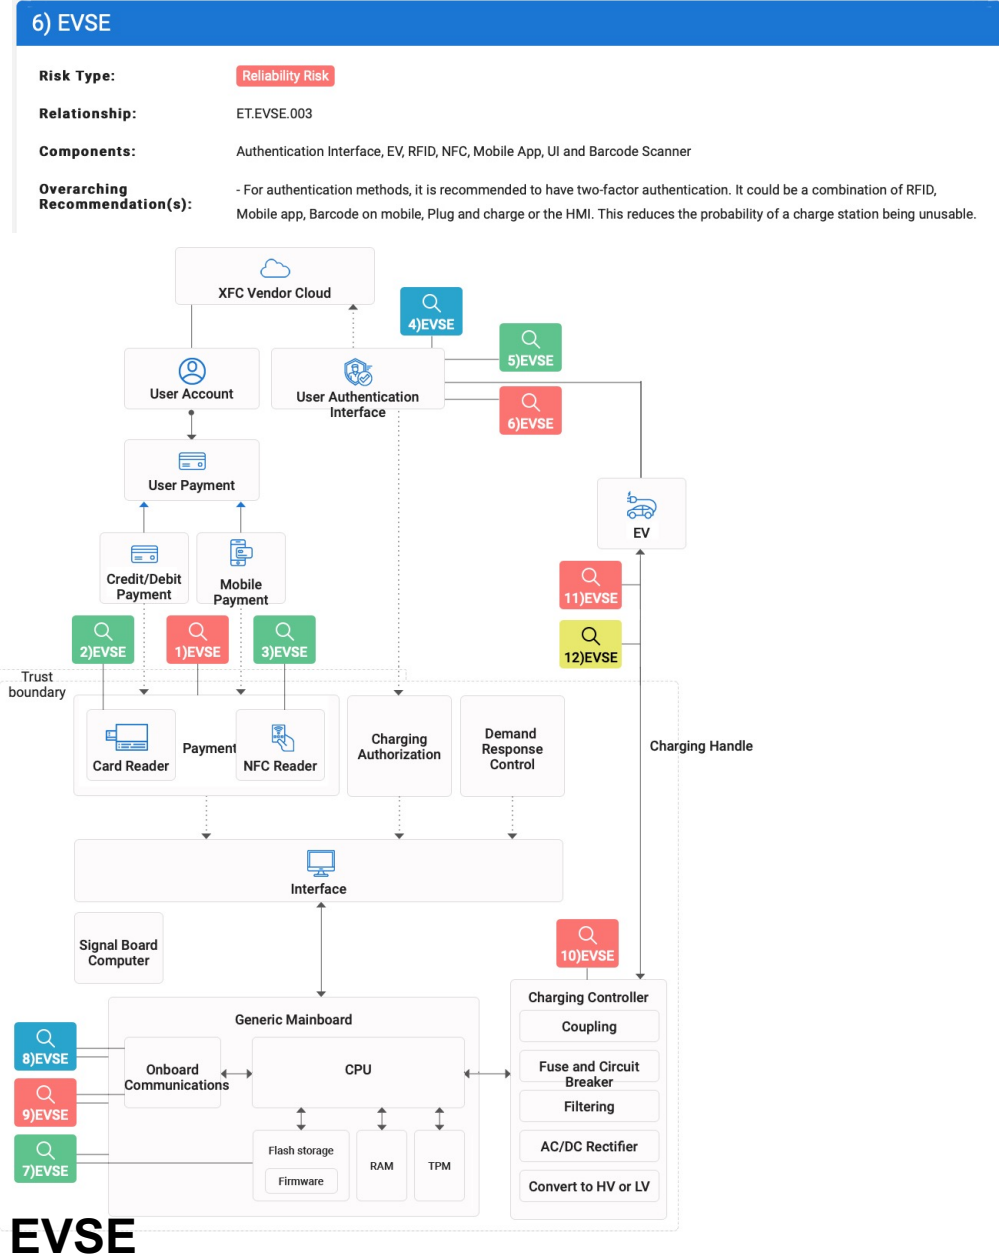 6) EVSE
Risk Type:
Reliability Risk
Relationship:
ET.EVSE.003
Components:
Authentication Interface, EV, RFID, NFC, Mobile App, UI and Barcode Scanner
Overarching
Recommendation(s):
- For authentication methods, it is recommended to have two-factor authentication. It could be a combination of RFID,
Mobile app, Barcode on mobile, Plug and charge or the HMI. This reduces the probability of a charge station being unusable.
XFC Vendor Cloud
4)EVSE
5)EVSE
User Account
User Authentication
Interface
6)EVSE
User Payment
EV
Credit/Debit
Payment
Mobile
Payment
11)EVSE
2)EVSE
1)EVSE
3)EVSE
12)EVSE
Trust
boundary
Card Reader
Payment
NFC Reader
Charging
Authorization
Demand
Response
Control
Charging Handle
Interface
Signal Board
Computer
10)EVSE
Generic Mainboard
Charging Controller
Coupling
8)EVSE
Onboard
Communications
CPU
Fuse and Circuit
Breaker
9)EVSE
Filtering
7)EVSE
Flash storage
Firmware
RAM
TPM
AC/DC Rectifier
Convert to HV or LV
EVSE